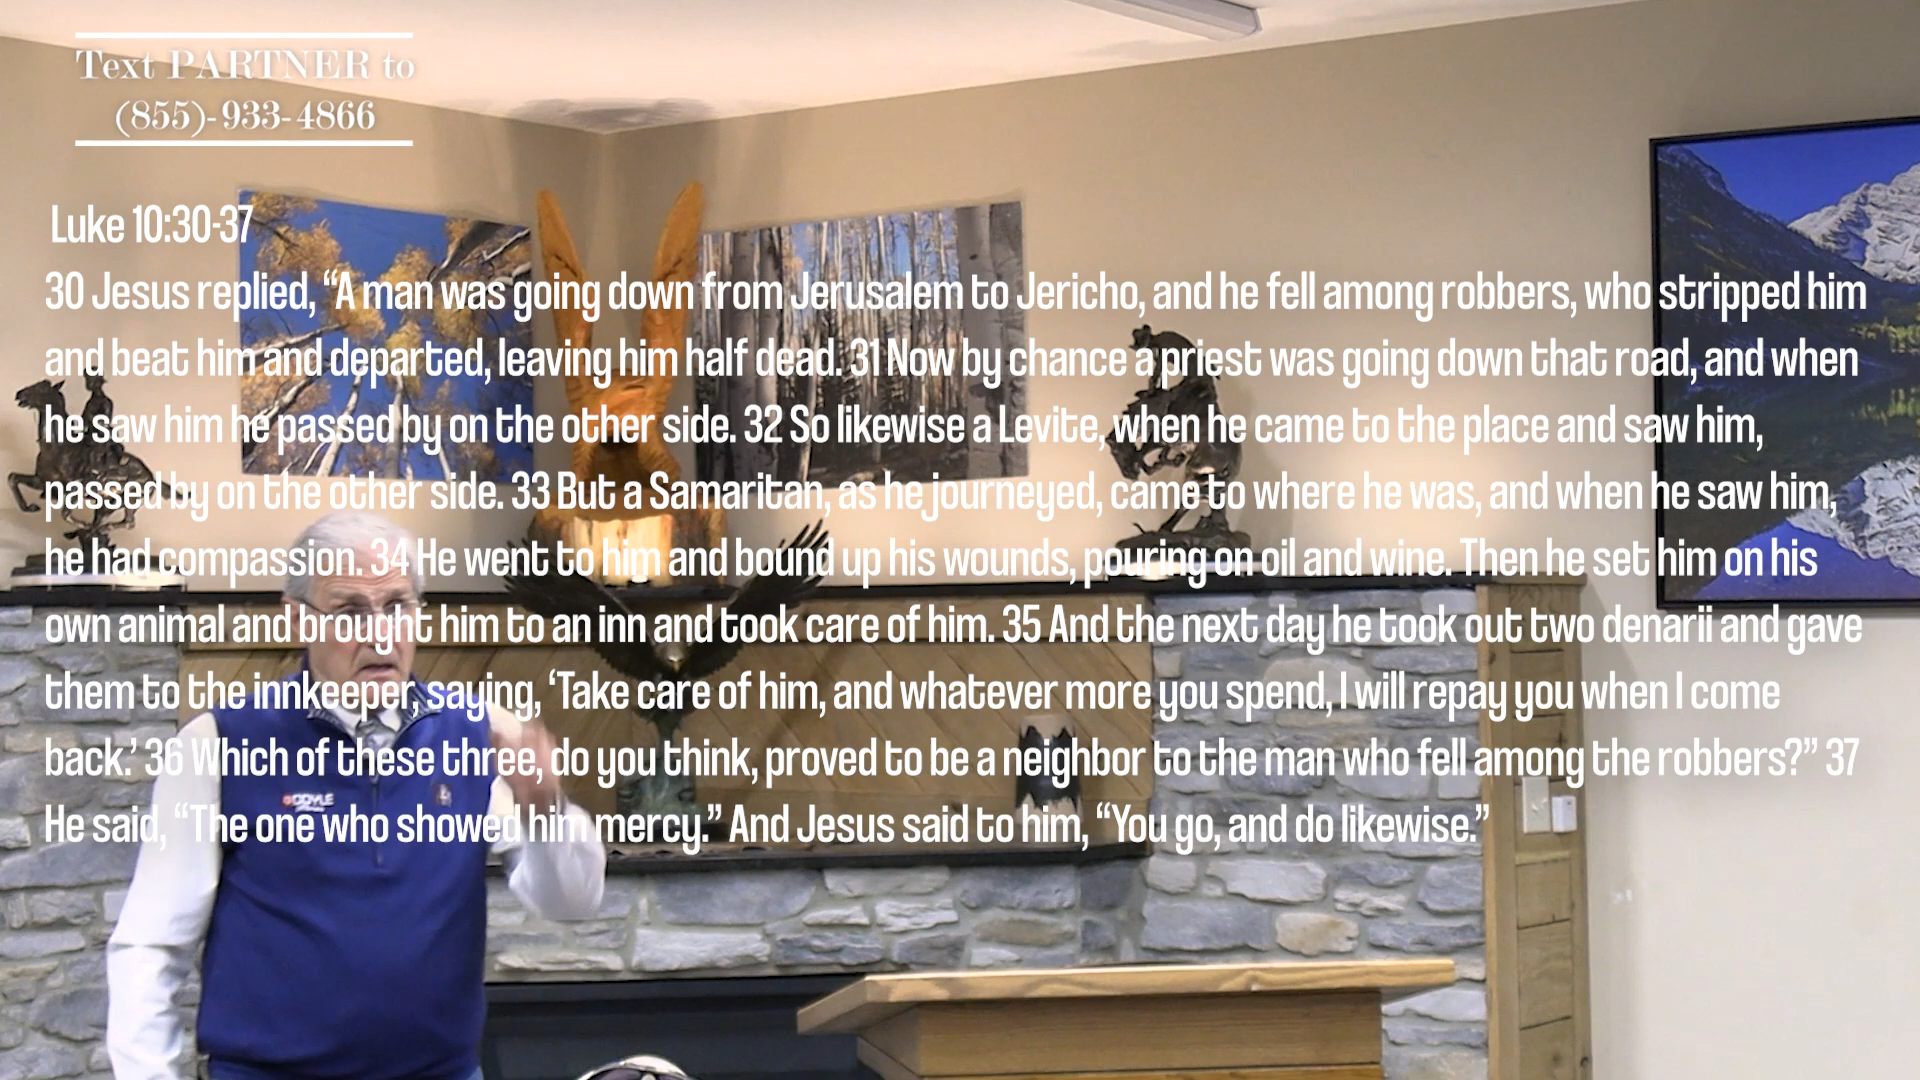 Text PARTNER to
(855)-933-4866
Luke 10:30-37
30 Jesus replied, “A man was going down from Jerusalem to Jericho, and he fell among robbers, who stripped him
and beat him and departed, leaving him half dead. 31 Now by chance a priest was going down that road, and when
he saw him he passed by on the other side. 32 So likewise a Levite, when he came to the place and saw him,
passed by on the other side. 33 But a Samaritan, as he journeyed, came to where he was, and when he saw him,
he had compassion. 34 He went to him and bound up his wounds, pouring on oil and wine. Then he set him on his
own animal and brought him to an inn and took care of him. 35 And the next day he took out two denarii and gave
them to the innkeeper, saying, ‘Take care of him, and whatever more you spend, I will repay you when I come
back.’ 36 Which of these three, do you think, proved to be a neighbor to the man who fell among the robbers?” 37
He said, “The one who showed him mercy.” And Jesus said to him, “You go, and do likewise.”